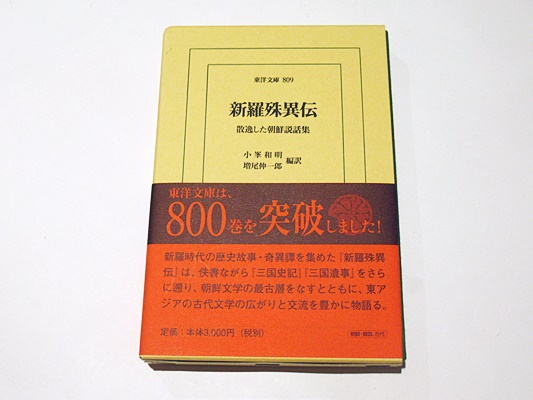 東洋文庫 809
新羅殊異伝
散逸した朝鮮説話集
小峯和明
増尾伸一郎
編訳
東洋文庫は、
800巻を突破しました!
新羅時代の歴史故事・奇異譚を集めた『新羅殊異
伝』は、佚書ながら『三国史記』『三国遺事』をさら
に遡り、朝鮮文学の最古層をなすとともに、東ア
ジアの古代文学の広がりと交流を豊かに物語る。
定価:本体3,000円(税別)